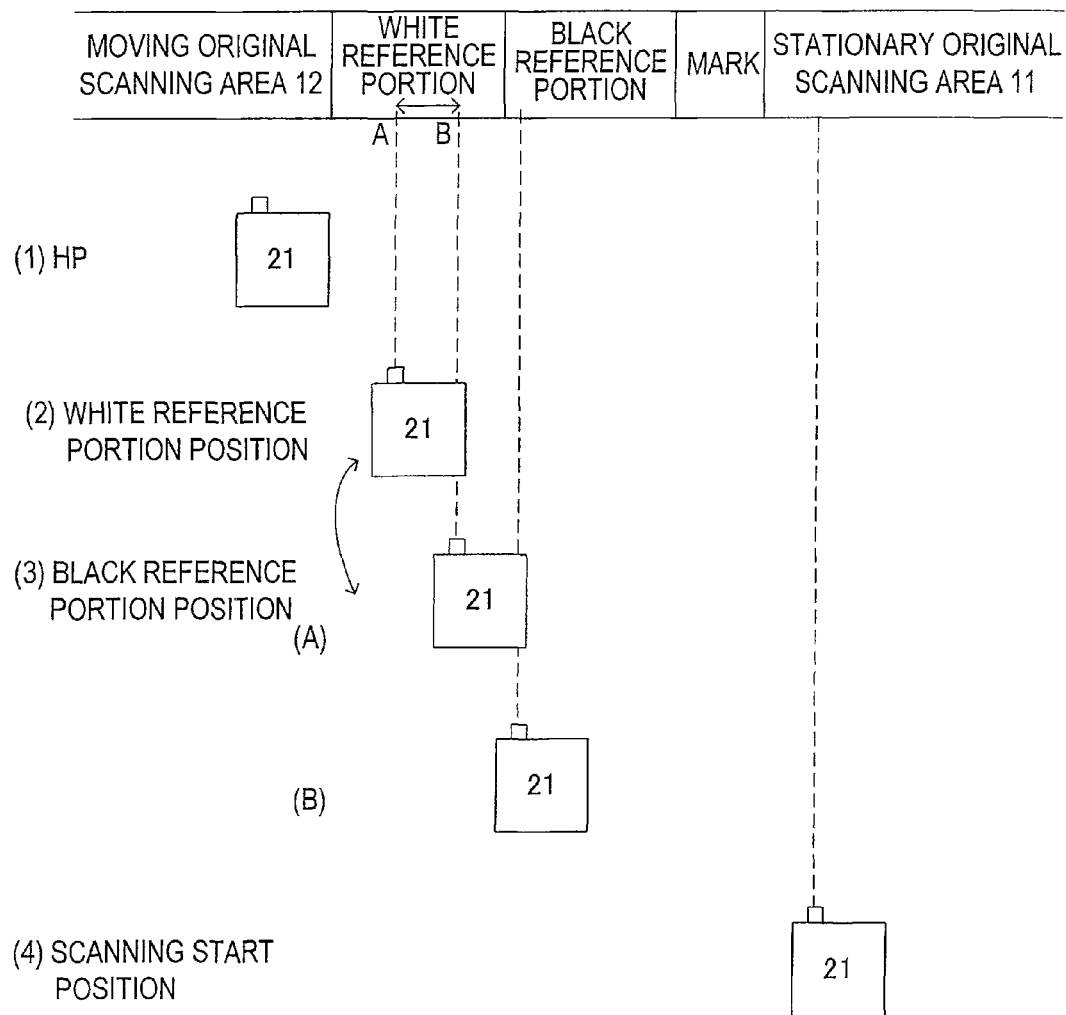 MOVING ORIGINAL
SCANNING AREA 12
WHITE
REFERENCE
PORTION
BLACK
REFERENCE
PORTION
MARK
STATIONARY ORIGINAL
SCANNING AREA 11
A
B
(1) HP
21
(2) WHITE REFERENCE
PORTION POSITION
21
(3) BLACK REFERENCE
PORTION POSITION
(A)
21
(B)
21
(4) SCANNING START
POSITION
21